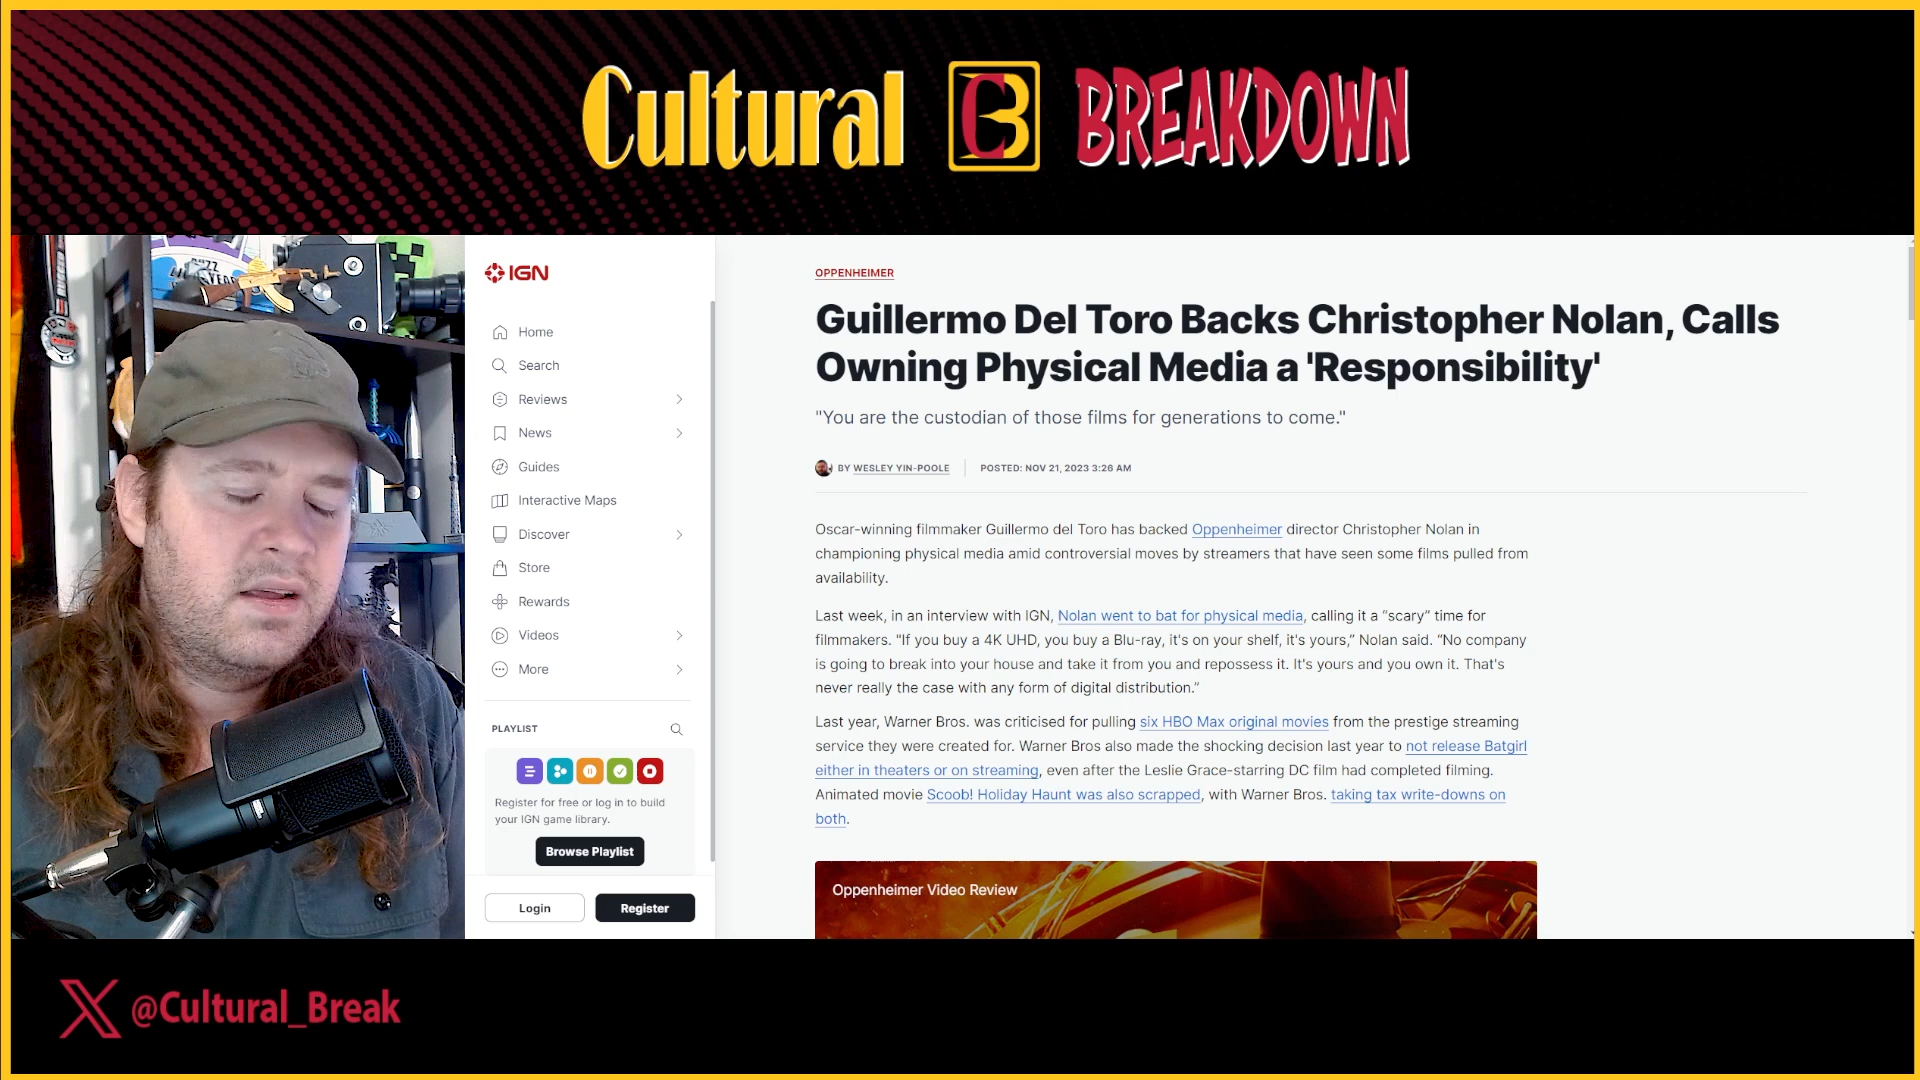 Cultural CB BREAKDOWN
BUZZ
LIGHTYEAR
IGN
Home
Search
Reviews
News
Guides
Interactive Maps
Discover
Store
Rewards
Videos
More
PLAYLIST
Register for free or log in to build
your IGN game library.
Browse Playlist
Login
Register
OPPENHEIMER
Guillermo Del Toro Backs Christopher Nolan, Calls
Owning Physical Media a 'Responsibility'
"You are the custodian of those films for generations to come."
BY WESLEY YIN-POOLE
POSTED: NOV 21, 2023 3:26 AM
Oscar-winning filmmaker Guillermo del Toro has backed Oppenheimer director Christopher Nolan in
championing physical media amid controversial moves by streamers that have seen some films pulled from
availability.
Last week, in an interview with IGN, Nolan went to bat for physical media, calling it a “scary” time for
filmmakers. "If you buy a 4K UHD, you buy a Blu-ray, it's on your shelf, it's yours,” Nolan said. “No company
is going to break into your house and take it from you and repossess it. It's yours and you own it. That's
never really the case with any form of digital distribution.”
Last year, Warner Bros. was criticised for pulling six HBO Max original movies from the prestige streaming
service they were created for. Warner Bros also made the shocking decision last year to not release Batgirl
either in theaters or on streaming, even after the Leslie Grace-starring DC film had completed filming.
Animated movie Scoob! Holiday Haunt was also scrapped, with Warner Bros. taking tax write-downs on
both.
Oppenheimer Video Review
X @Cultural_Break